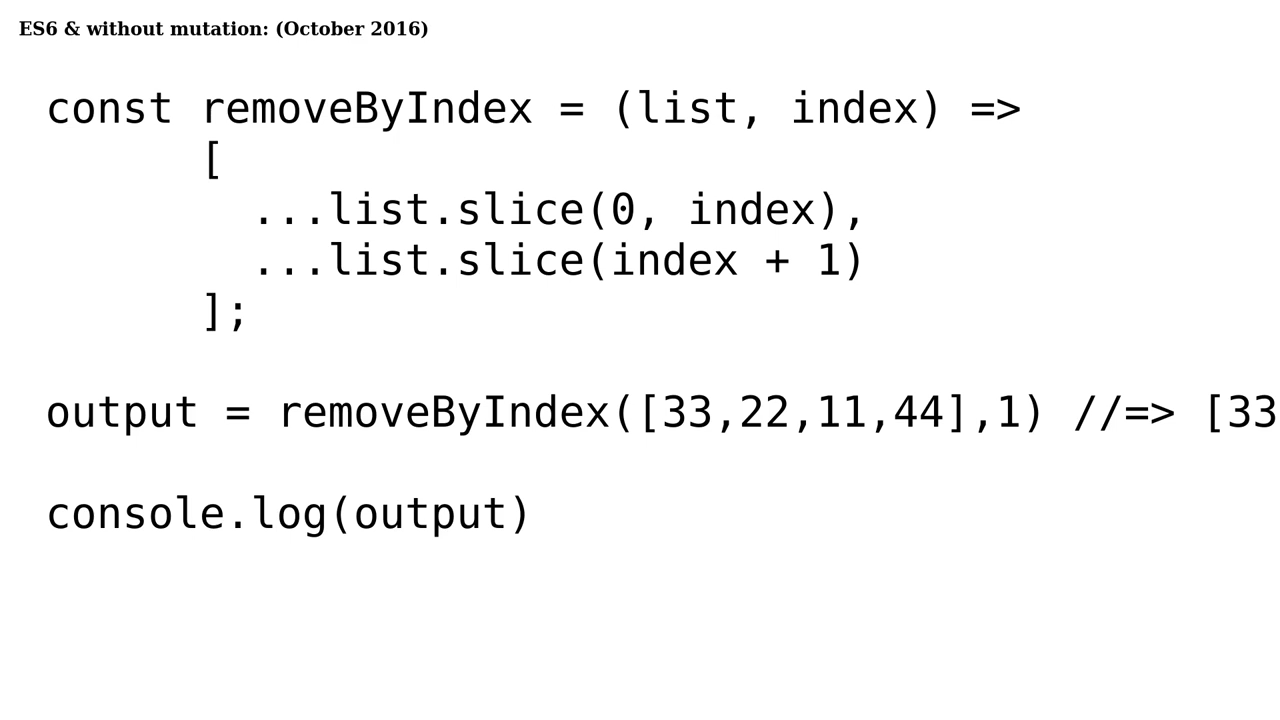 ES6 & without mutation: (October 2016)
const removeByIndex = (list, index) =>
[
...list.slice(0, index),
...list.slice(index + 1)
];
output = removeByIndex([33,22,11,44],1) //=> [33
console.log(output)